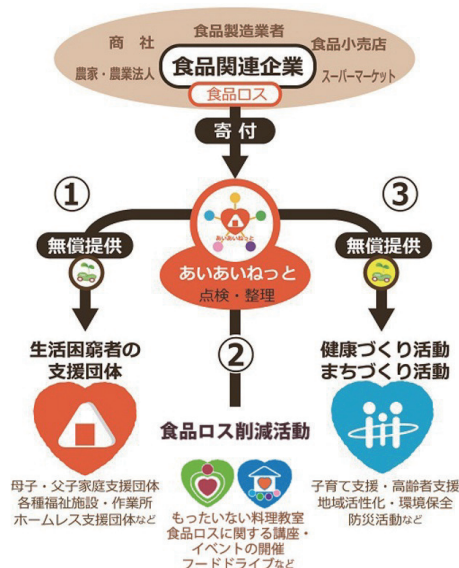 食品製造業者
商社
食品小売店
農家・農業法人
食品関連企業
スーパーマーケット
食品ロス
寄付
①
③
あいあいねっと
無償提供
無償提供
あいあいねっと
点検・整理
②
生活困窮者の
支援団体
母子・父子家庭支援団体
各種福祉施設・作業所
ホームレス支援団体など
食品ロス削減活動
もったいない料理教室
食品ロスに関する講座・
イベントの開催
フードドライブなど
健康づくり活動
まちづくり活動
子育て支援・高齢者支援
地域活性化・環境保全
防災活動など